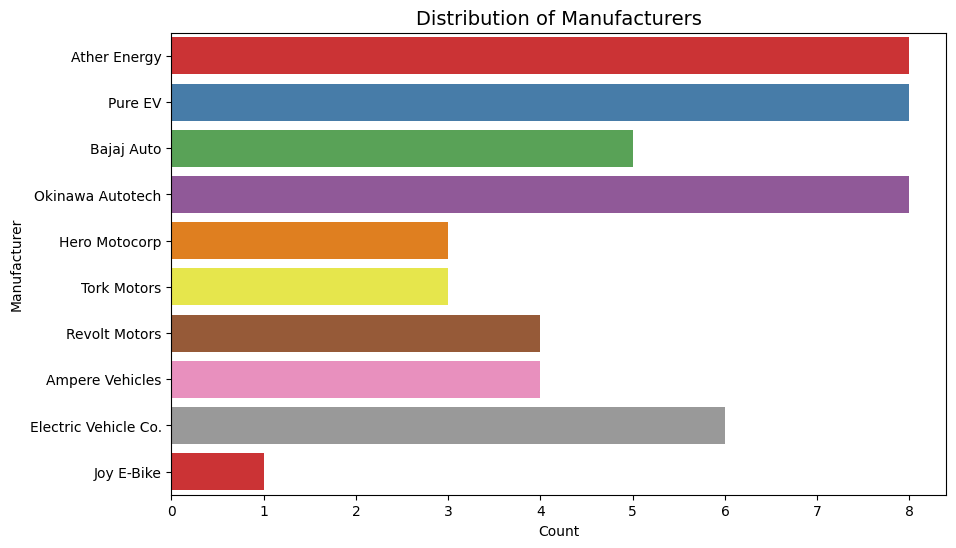 Distribution of Manufacturers
Manufacturer
Ather Energy
Pure EV
Bajaj Auto
Okinawa Autotech
Hero Motocorp
Tork Motors
Revolt Motors
Ampere Vehicles
Electric Vehicle Co.
Joy E-Bike
0 1 2 3 4 5 6 7 8
Count